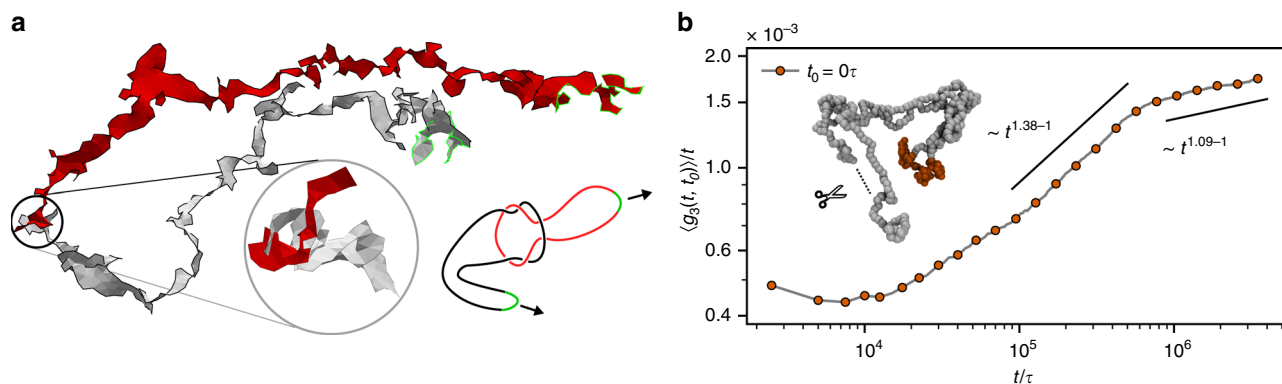 a
b
× 10⁻³
2.0
1.5
1.0
0.6
0.4
⟨g₃(t, t₀)⟩/t
t₀ = 0τ
~ t^1.38–1
~ t^1.09–1
10⁴
10⁵
10⁶
t/τ